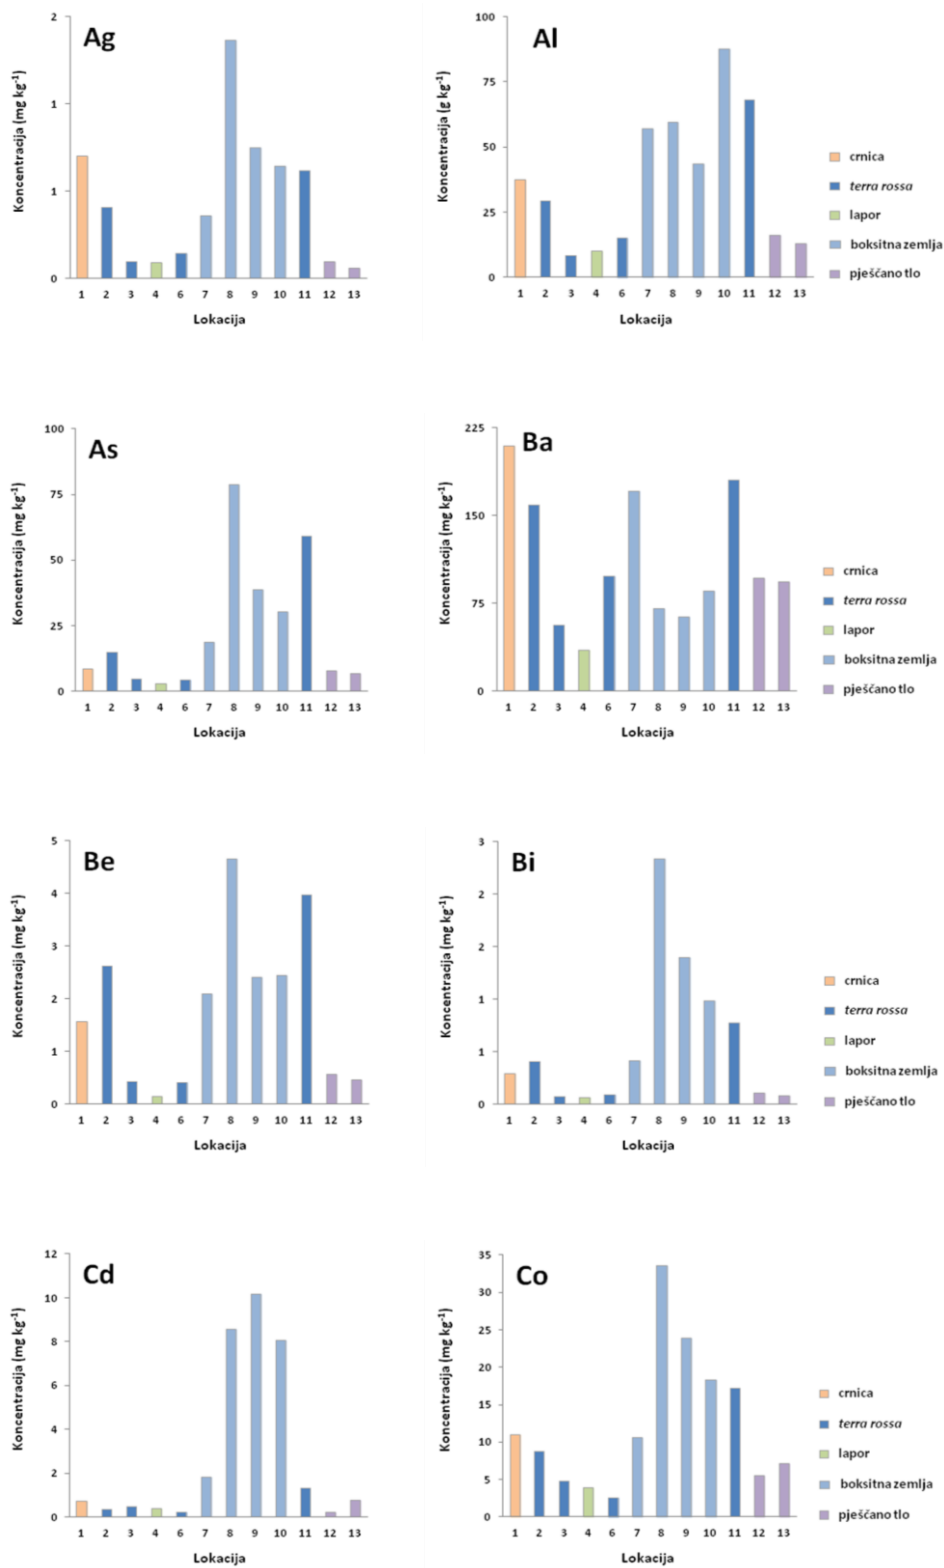 Ag
Koncentracija (mg kg-1)
2
1
1
0
1 2 3 4 6 7 8 9 10 11 12 13
Lokacija
Al
Koncentracija (g kg-1)
100
75
50
25
0
1 2 3 4 6 7 8 9 10 11 12 13
Lokacija
crnica
terra rossa
lapor
boksitna zemlja
pješčano tlo
As
Koncentracija (mg kg-1)
100
75
50
25
0
1 2 3 4 6 7 8 9 10 11 12 13
Lokacija
Ba
Koncentracija (mg kg-1)
225
150
75
0
1 2 3 4 6 7 8 9 10 11 12 13
Lokacija
crnica
terra rossa
lapor
boksitna zemlja
pješčano tlo
Be
Koncentracija (mg kg-1)
5
4
3
2
1
0
1 2 3 4 6 7 8 9 10 11 12 13
Lokacija
Bi
Koncentracija (mg kg-1)
3
2
2
1
1
0
1 2 3 4 6 7 8 9 10 11 12 13
Lokacija
crnica
terra rossa
lapor
boksitna zemlja
pješčano tlo
Cd
Koncentracija (mg kg-1)
12
10
8
6
4
2
0
1 2 3 4 6 7 8 9 10 11 12 13
Lokacija
Co
Koncentracija (mg kg-1)
35
30
25
20
15
10
5
0
1 2 3 4 6 7 8 9 10 11 12 13
Lokacija
crnica
terra rossa
lapor
boksitna zemlja
pješčano tlo